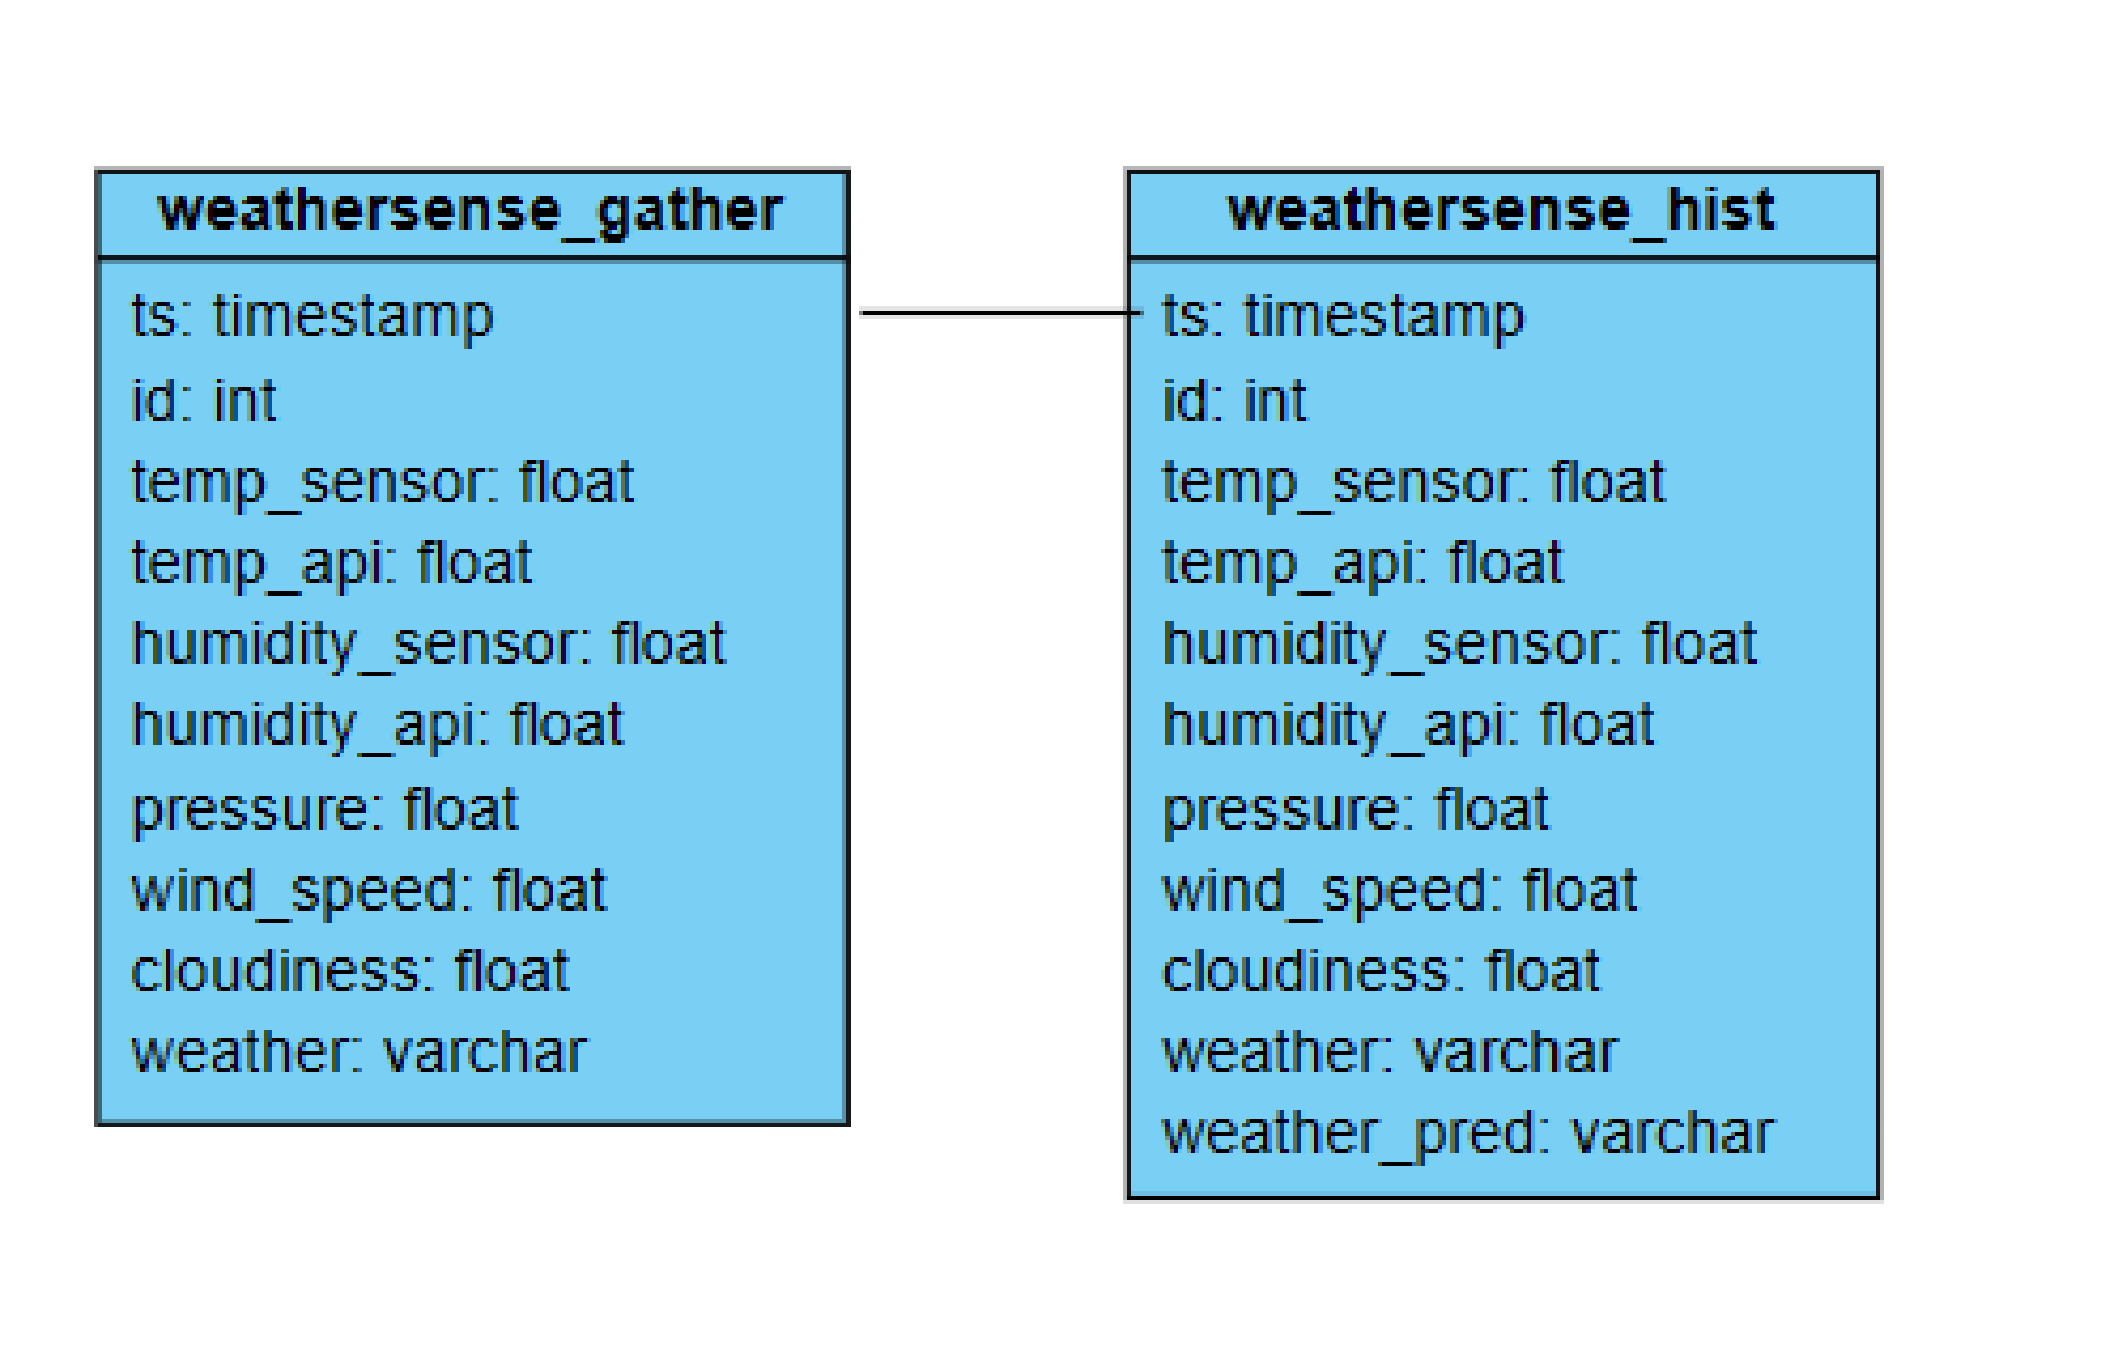 weathersense_gather
ts: timestamp
id: int
temp_sensor: float
temp_api: float
humidity_sensor: float
humidity_api: float
pressure: float
wind_speed: float
cloudiness: float
weather: varchar
weathersense_hist
ts: timestamp
id: int
temp_sensor: float
temp_api: float
humidity_sensor: float
humidity_api: float
pressure: float
wind_speed: float
cloudiness: float
weather: varchar
weather_pred: varchar